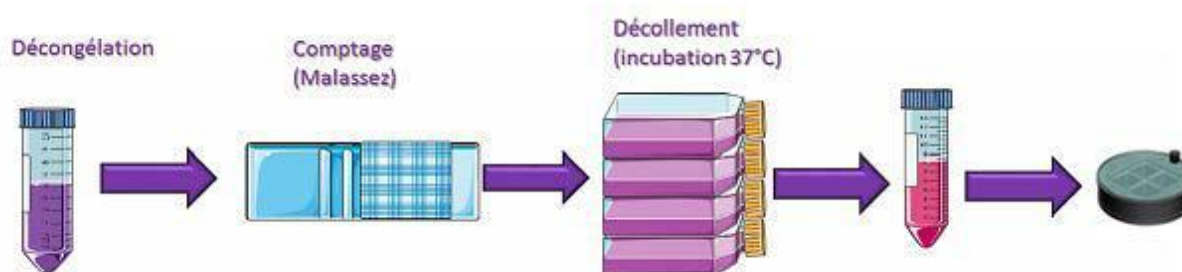 Décongélation
Comptage
(Malassez)
Décollement
(incubation 37°C)